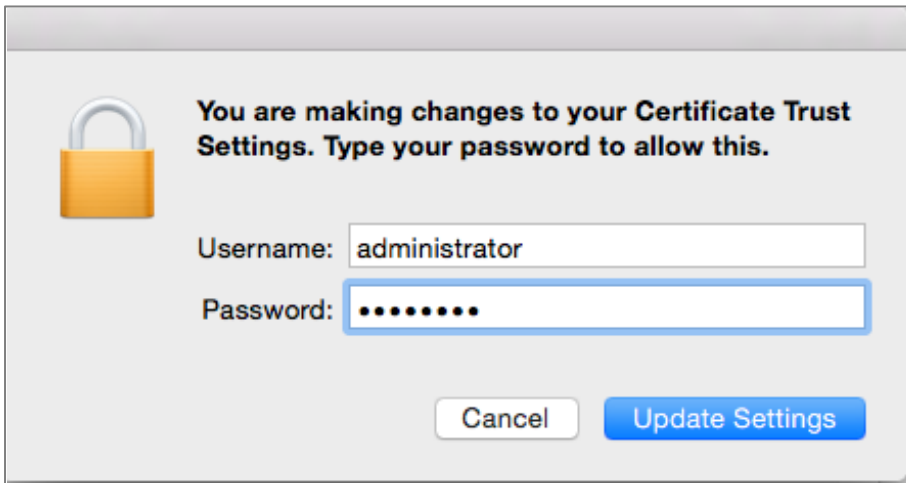 You are making changes to your Certificate Trust
Settings. Type your password to allow this.
Username: administrator
Password: ••••••••
Cancel Update Settings